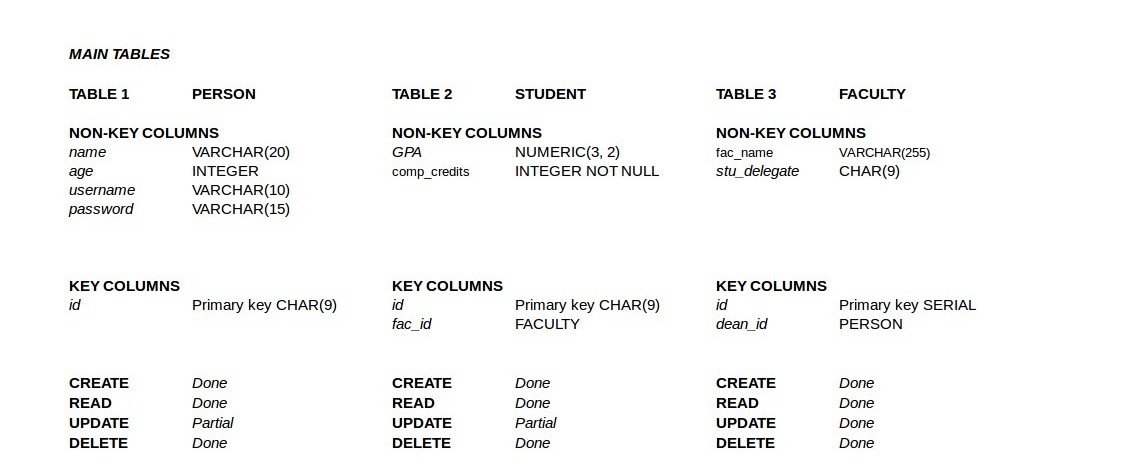 MAIN TABLES
TABLE 1 PERSON TABLE 2 STUDENT TABLE 3 FACULTY
NON-KEY COLUMNS NON-KEY COLUMNS NON-KEY COLUMNS
name VARCHAR(20) GPA NUMERIC(3, 2) fac_name VARCHAR(255)
age INTEGER comp_credits INTEGER NOT NULL stu_delegate CHAR(9)
username VARCHAR(10)
password VARCHAR(15)
KEY COLUMNS KEY COLUMNS KEY COLUMNS
id Primary key CHAR(9) id Primary key CHAR(9) id Primary key SERIAL
fac_id FACULTY dean_id PERSON
CREATE Done CREATE Done CREATE Done
READ Done READ Done READ Done
UPDATE Partial UPDATE Partial UPDATE Done
DELETE Done DELETE Done DELETE Done